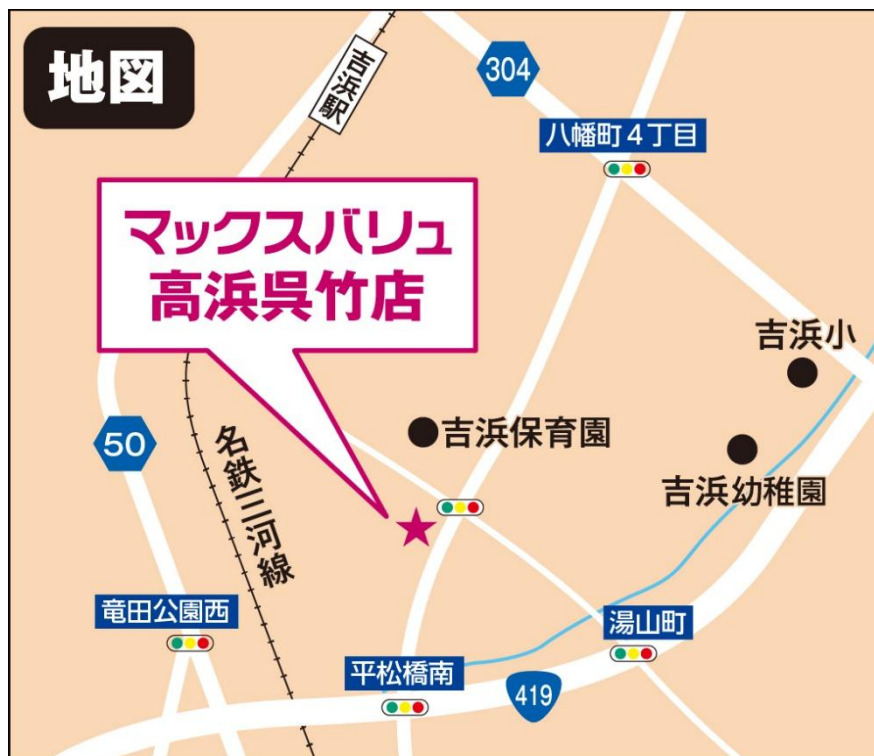 地図
吉浜駅
304
八幡町4丁目
マックスバリュ
高浜呉竹店
吉浜小
50
名鉄三河線
吉浜保育園
吉浜幼稚園
竜田公園西
湯山町
平松橋南
419